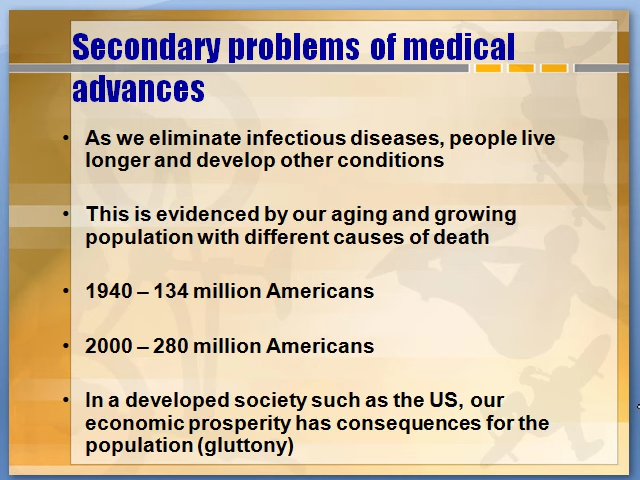 Secondary problems of medical
advances
• As we eliminate infectious diseases, people live
longer and develop other conditions
• This is evidenced by our aging and growing
population with different causes of death
• 1940 – 134 million Americans
• 2000 – 280 million Americans
• In a developed society such as the US, our
economic prosperity has consequences for the
population (gluttony)